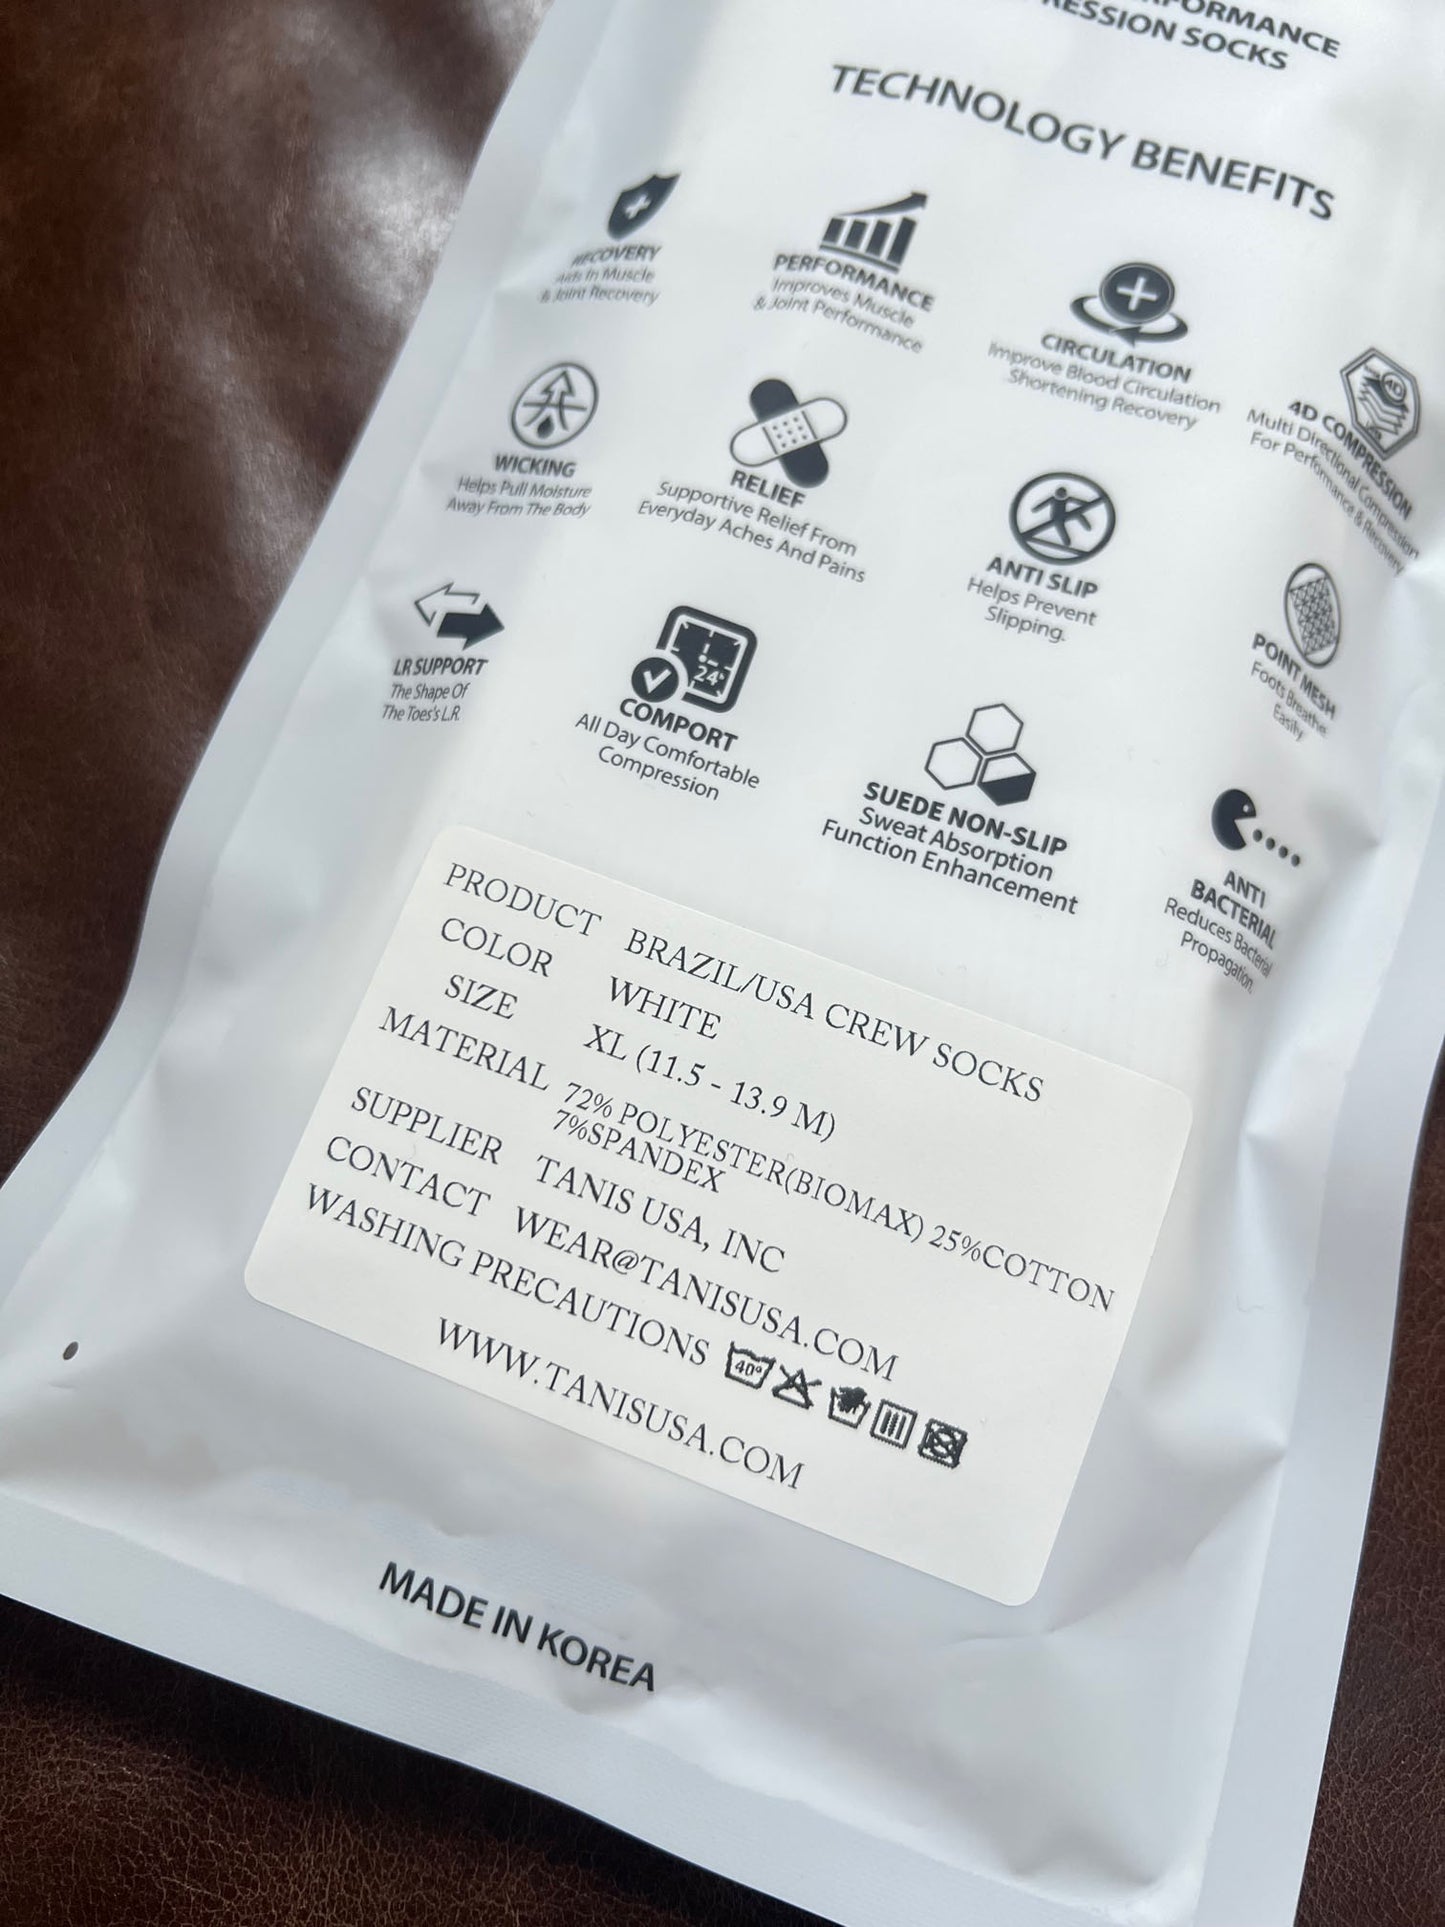 FORMANCE
RESSION SOCKS
TECHNOLOGY BENEFITS
RECOVERY
Aids In Muscle
& Joint Recovery
PERFORMANCE
Improves Muscle
& Joint Performance
CIRCULATION
Improve Blood Circulation
Shortening Recovery
4D
4D COMPRESSION
Multi Directional Compression
For Performance & Recovery
WICKING
Helps Pull Moisture
Away From The Body
RELIEF
Supportive Relief From
Everyday Aches And Pains
ANTI SLIP
Helps Prevent
Slipping.
POINT MESH
Foots Breathe
Easily
LR SUPPORT
The Shape Of
The Toes's L.R.
24h
COMPORT
All Day Comfortable
Compression
SUEDE NON-SLIP
Sweat Absorption
Function Enhancement
ANTI
BACTERIAL
Reduces Bacterial
Propagation.
PRODUCT BRAZIL/USA CREW SOCKS
COLOR WHITE
SIZE XL (11.5 - 13.9 M)
MATERIAL 72% POLYESTER(BIOMAX) 25%COTTON
7%SPANDEX
SUPPLIER TANIS USA, INC
CONTACT WEAR@TANISUSA.COM
WASHING PRECAUTIONS 40°
WWW.TANISUSA.COM
MADE IN KOREA